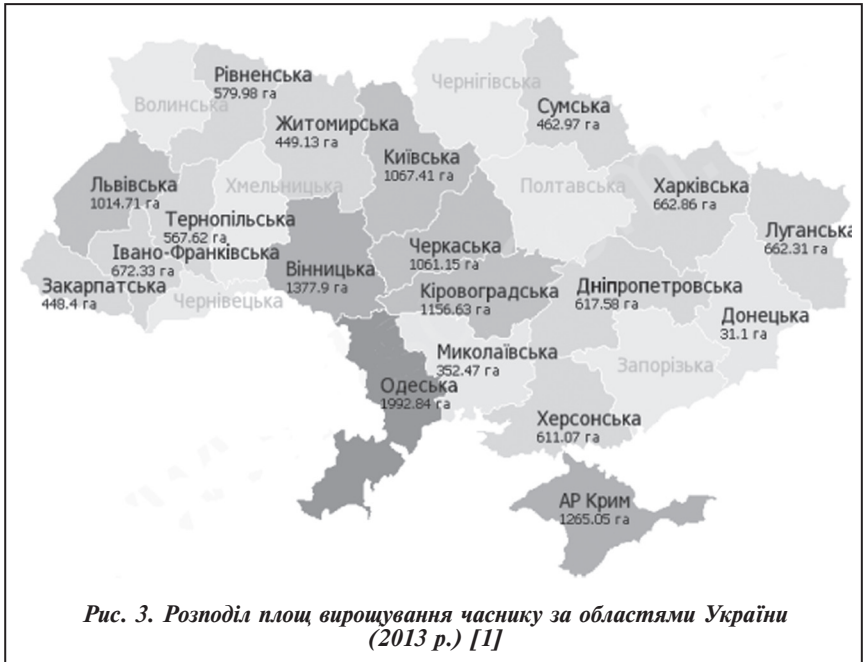 Рівненська
579.98 га
Волинська
Чернігівська
Сумська
462.97 га
Житомирська
449.13 га
Київська
1067.41 га
Львівська
1014.71 га
Хмельницька
Полтавська
Харківська
662.86 га
Тернопільська
567.62 га
Луганська
662.31 га
Івано-Франківська
672.33 га
Черкаська
1061.15 га
Вінницька
1377.9 га
Закарпатська
448.4 га
Чернівецька
Кіровоградська
1156.63 га
Дніпропетровська
617.58 га
Донецька
31.1 га
Миколаївська
352.47 га
Запорізька
Одеська
1992.84 га
Херсонська
611.07 га
АР Крим
1265.05 га
Рис. 3. Розподіл площ вирощування часнику за областями України
(2013 р.) [1]